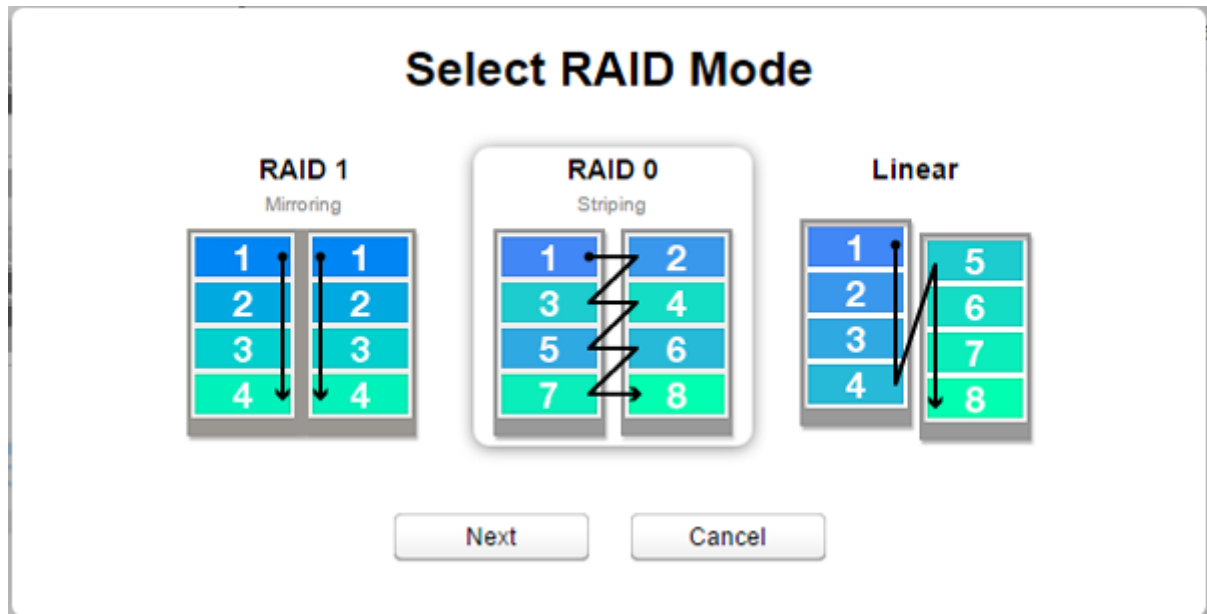 Select RAID Mode
RAID 1
Mirroring
1 1
2 2
3 3
4 4
RAID 0
Striping
1 2
3 4
5 6
7 8
Linear
1 5
2 6
3 7
4 8
Next Cancel